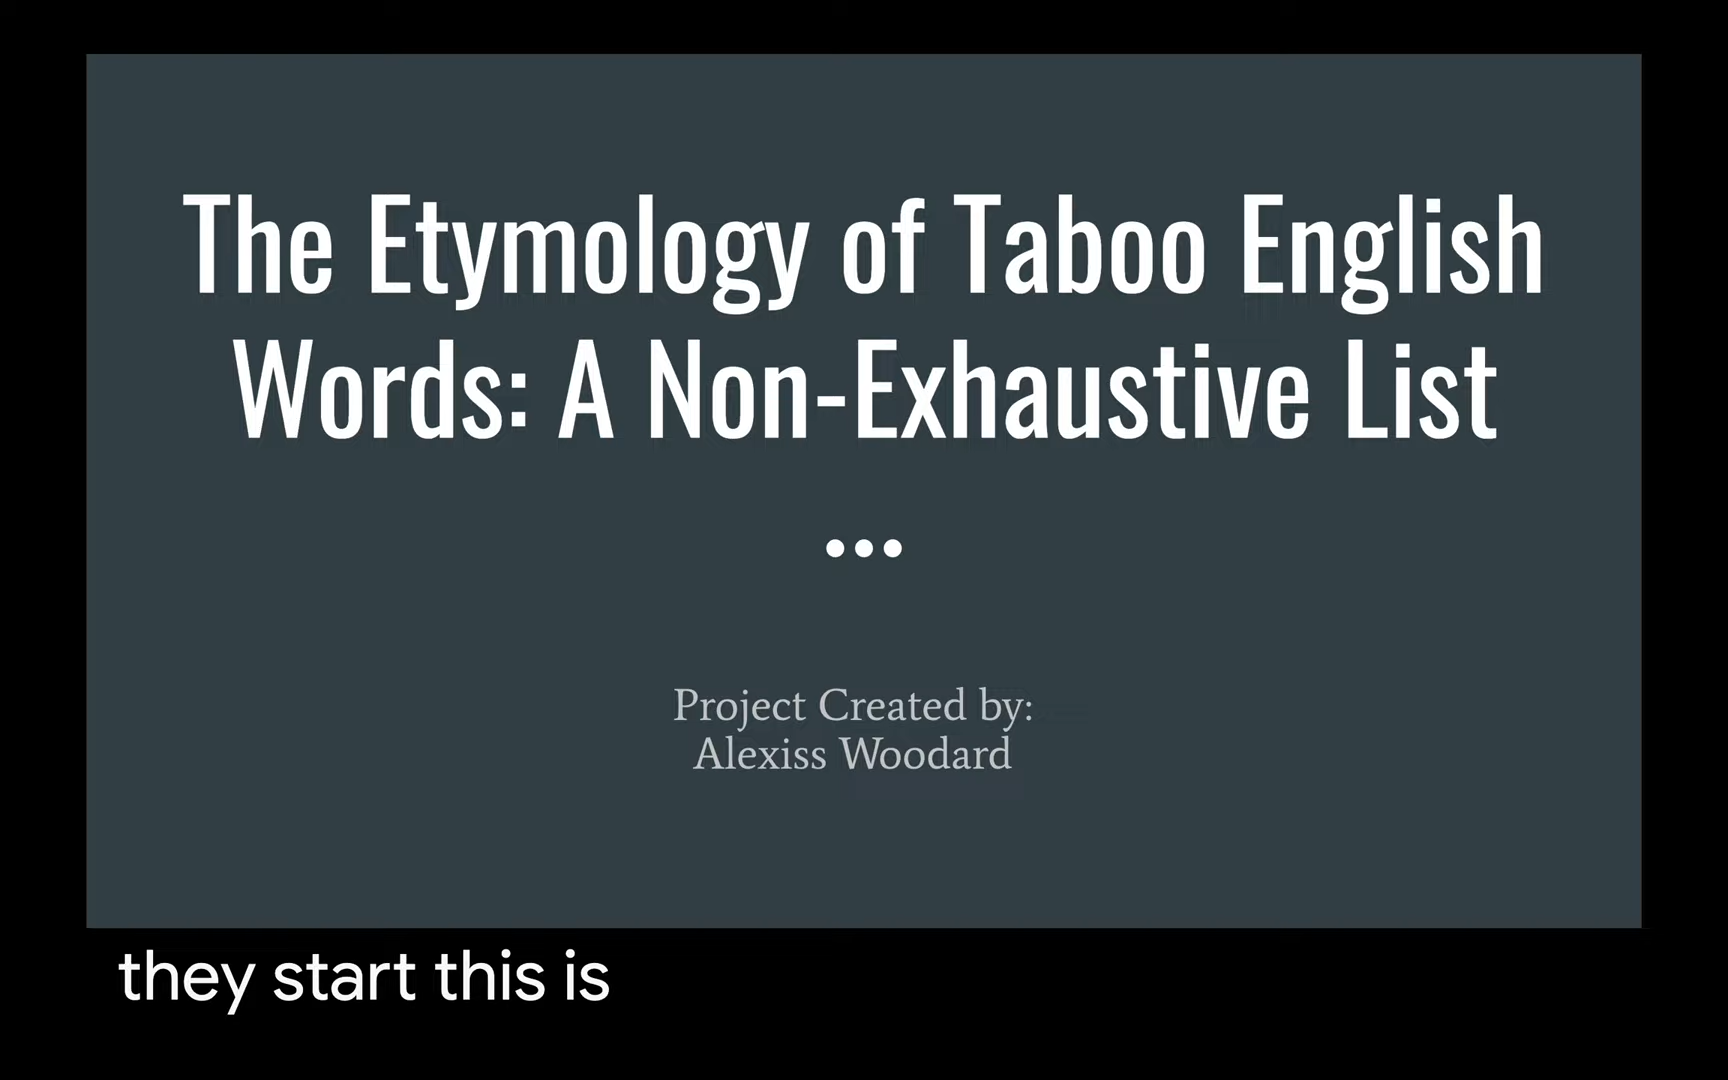 The Etymology of Taboo English
Words: A Non-Exhaustive List
Project Created by:
Alexiss Woodard
they start this is